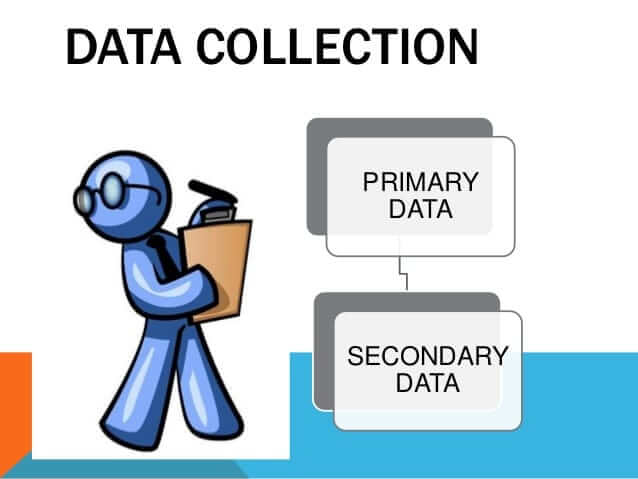 DATA COLLECTION
PRIMARY
DATA
SECONDARY
DATA